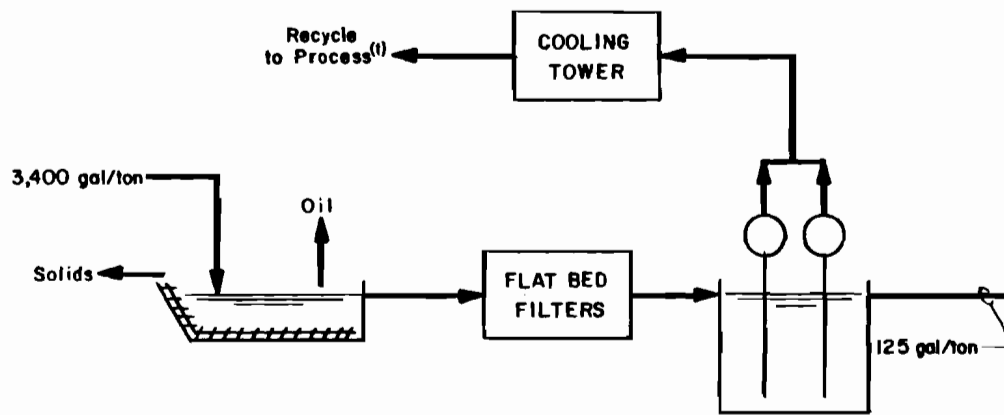 Recycle
to Process(1)
COOLING
TOWER
3,400 gal/ton
Oil
Solids
FLAT BED
FILTERS
125 gal/ton